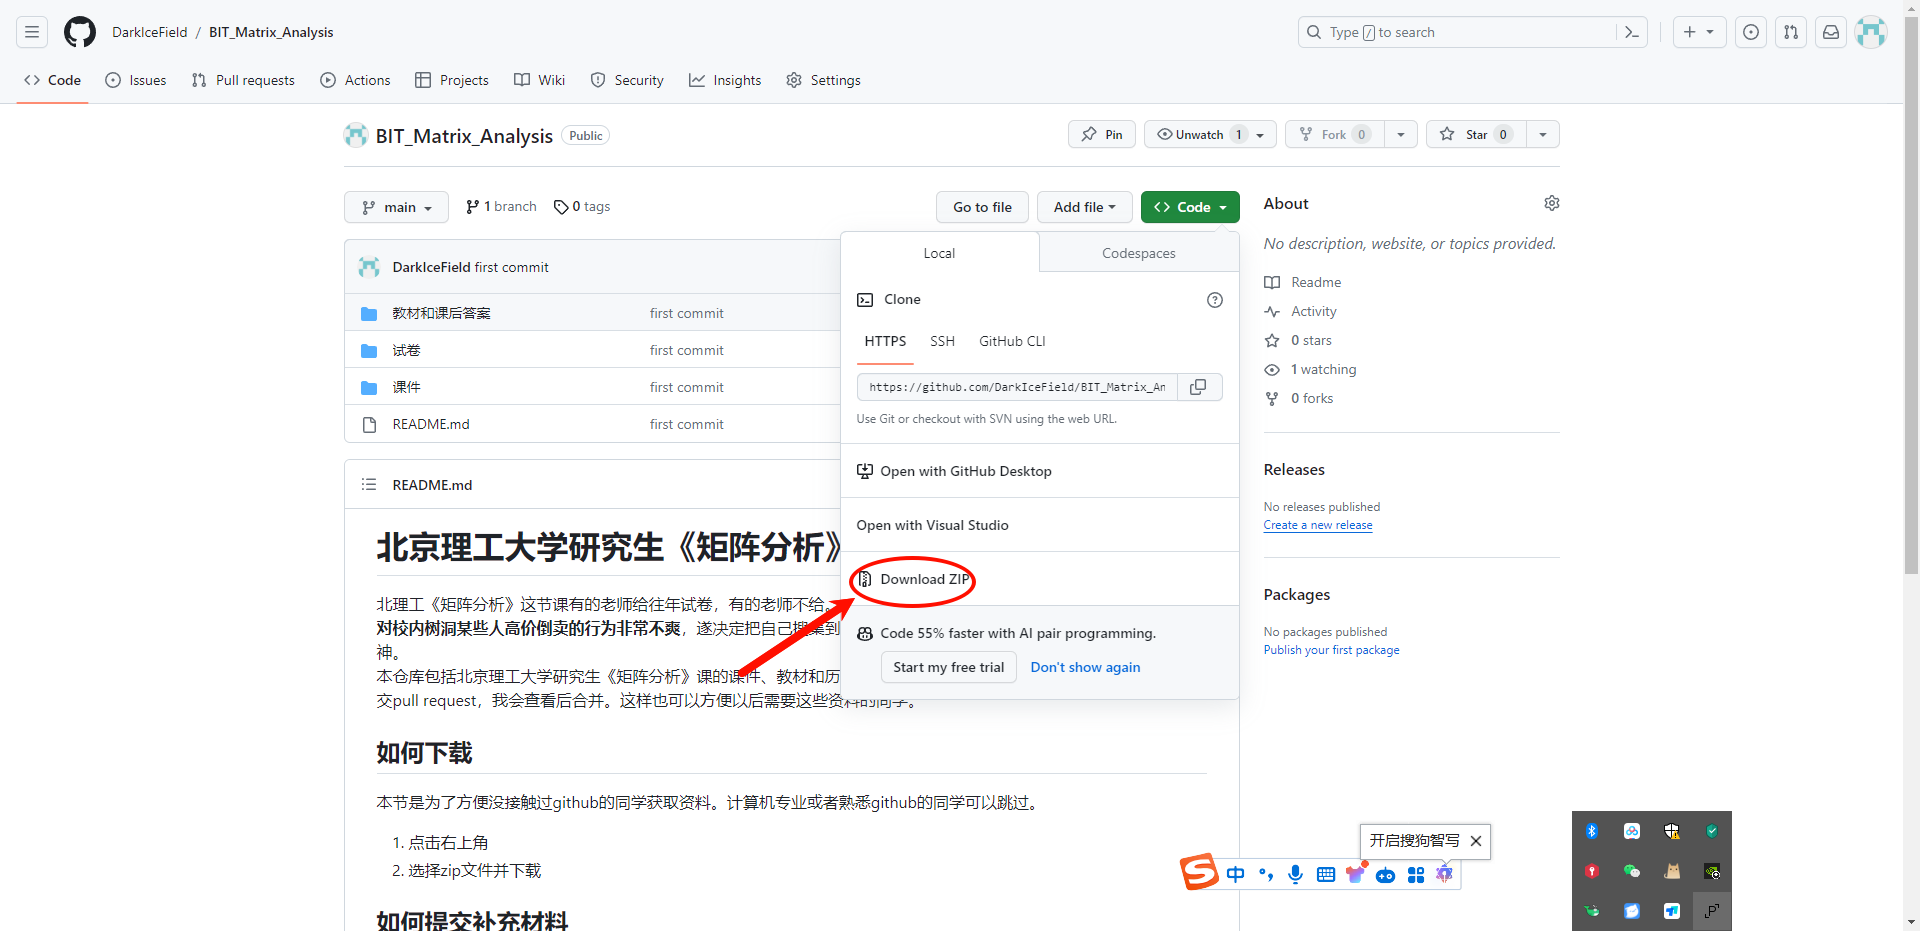 DarkIceField / BIT_Matrix_Analysis
Type / to search
Code Issues Pull requests Actions Projects Wiki Security Insights Settings
BIT_Matrix_Analysis Public
Pin Unwatch 1 Fork 0 Star 0
main 1 branch 0 tags Go to file Add file Code
DarkIceField first commit
教材和课后答案 first commit
试卷 first commit
课件 first commit
README.md first commit
Local Codespaces
Clone
HTTPS SSH GitHub CLI
https://github.com/DarkIceField/BIT_Matrix_An
Use Git or checkout with SVN using the web URL.
Open with GitHub Desktop
Open with Visual Studio
Download ZIP
Code 55% faster with AI pair programming.
Start my free trial Don't show again
About
No description, website, or topics provided.
Readme
Activity
0 stars
1 watching
0 forks
Releases
No releases published
Create a new release
Packages
No packages published
Publish your first package
README.md
北京理工大学研究生《矩阵分析》
北理工《矩阵分析》这节课有的老师给往年试卷，有的老师不给。
对校内树洞某些人高价倒卖的行为非常不爽，遂决定把自己搜集到
神。
本仓库包括北京理工大学研究生《矩阵分析》课的课件、教材和历
交pull request，我会查看后合并。这样也可以方便以后需要这些资料的同学。
如何下载
本节是为了方便没接触过github的同学获取资料。计算机专业或者熟悉github的同学可以跳过。
1. 点击右上角
2. 选择zip文件并下载
如何提交补充材料
开启搜狗智写
S 中